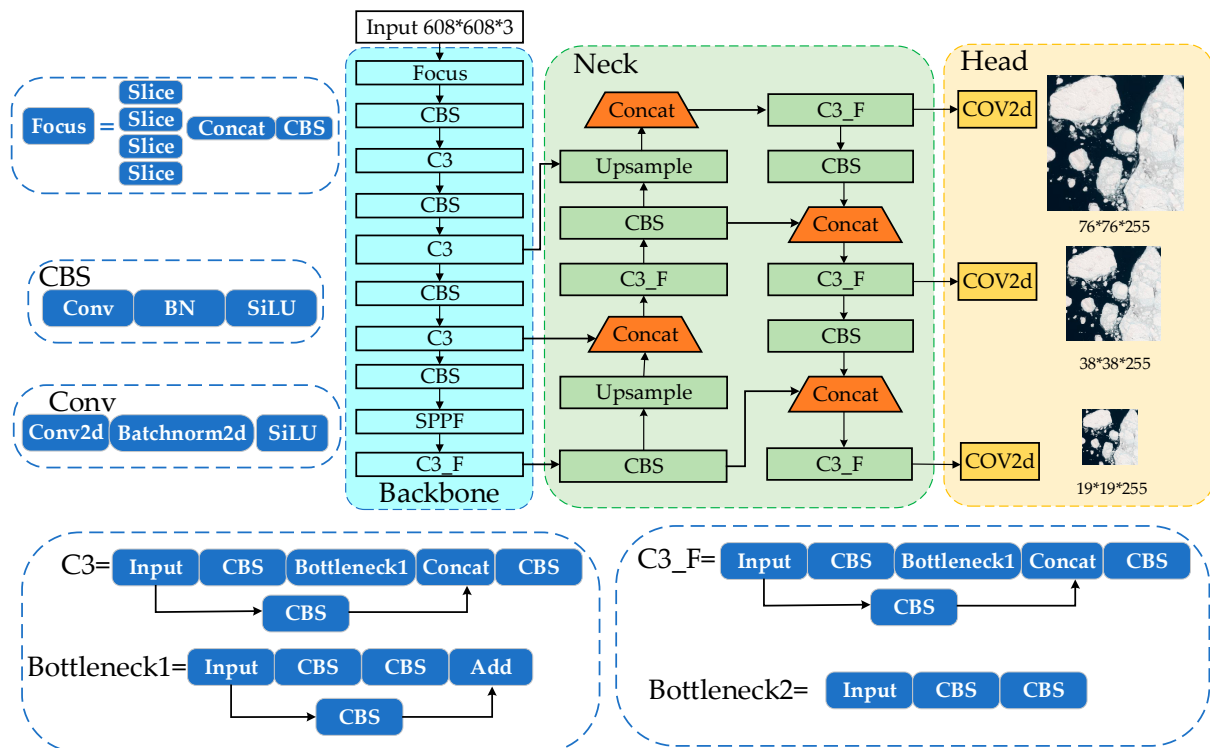 Input 608*608*3
Focus
CBS
C3
CBS
C3
CBS
C3
CBS
SPPF
C3_F
Backbone
Focus
=
Slice
Slice
Slice
Slice
Concat
CBS
CBS
Conv BN SiLU
Conv
Conv2d Batchnorm2d SiLU
Neck
Concat
Upsample
CBS
C3_F
Concat
Upsample
CBS
C3_F
CBS
Concat
C3_F
CBS
Concat
C3_F
Head
COV2d
76*76*255
COV2d
38*38*255
COV2d
19*19*255
C3= Input CBS Bottleneck1 Concat CBS
CBS
Bottleneck1= Input CBS CBS Add
CBS
C3_F= Input CBS Bottleneck1 Concat CBS
CBS
Bottleneck2= Input CBS CBS